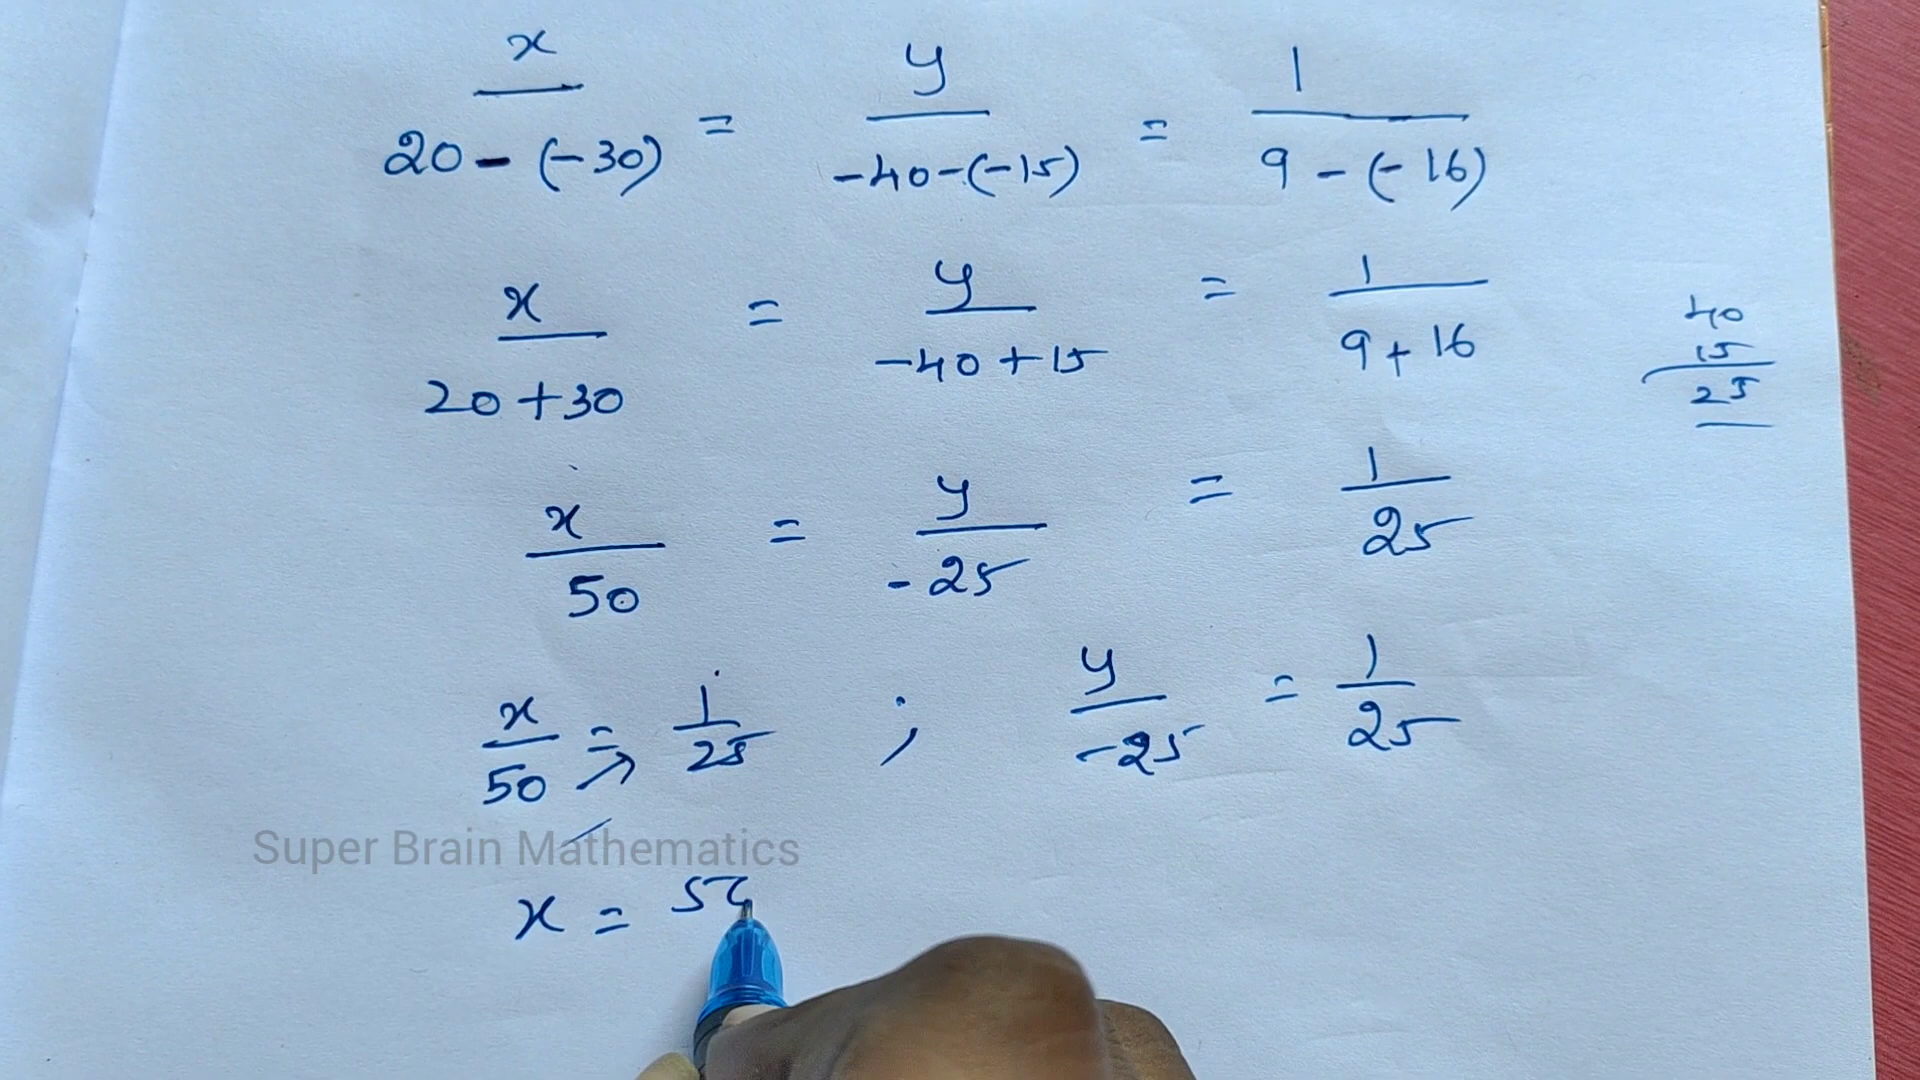 x/20-(-30) = y/-40-(-15) = 1/9-(-16)
x/20+30 = y/-40+15 = 1/9+16
40
15
25
x/50 = y/-25 = 1/25
x/50 = 1/25 ; y/-25 = 1/25
Super Brain Mathematics
x = 5